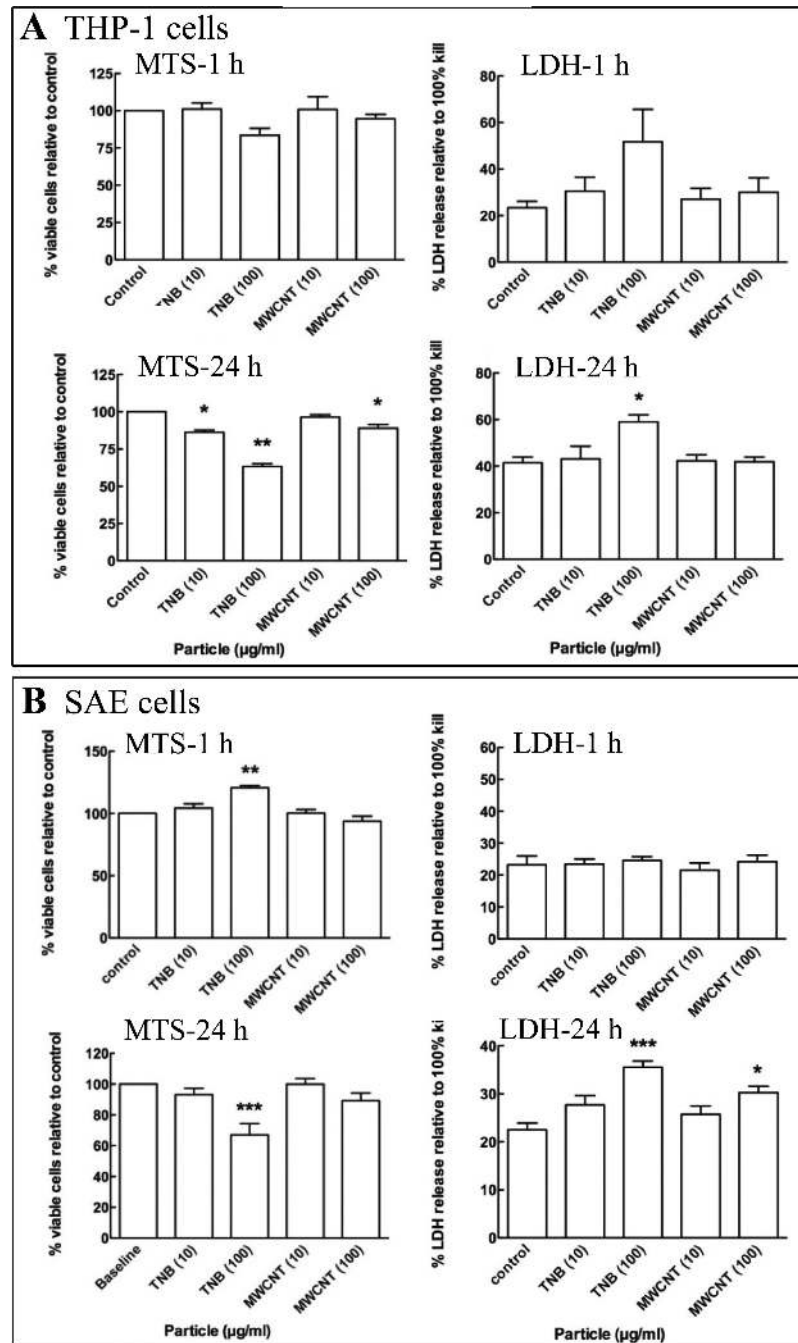 A THP-1 cells
MTS-1 h
% viable cells relative to control
125
100
75
50
25
0
Control
TNB (10)
TNB (100)
MWCNT (10)
MWCNT (100)
LDH-1 h
% LDH release relative to 100% kill
80
60
40
20
0
Control
TNB (10)
TNB (100)
MWCNT (10)
MWCNT (100)
MTS-24 h
% viable cells relative to control
125
100
75
50
25
0
*
**
*
Control
TNB (10)
TNB (100)
MWCNT (10)
MWCNT (100)
Particle (µg/ml)
LDH-24 h
% LDH release relative to 100% kill
80
60
40
20
0
*
Control
TNB (10)
TNB (100)
MWCNT (10)
MWCNT (100)
Particle (µg/ml)
B SAE cells
MTS-1 h
% viable cells relative to control
150
100
50
0
**
control
TNB (10)
TNB (100)
MWCNT (10)
MWCNT (100)
LDH-1 h
% LDH release relative to 100% kill
60
50
40
30
20
10
0
control
TNB (10)
TNB (100)
MWCNT (10)
MWCNT (100)
MTS-24 h
% viable cells relative to control
120
100
80
60
40
20
0
***
Baseline
TNB (10)
TNB (100)
MWCNT (10)
MWCNT (100)
Particle (µg/ml)
LDH-24 h
% LDH release relative to 100% ki
40
30
20
10
0
***
*
control
TNB (10)
TNB (100)
MWCNT (10)
MWCNT (100)
Particle (µg/ml)